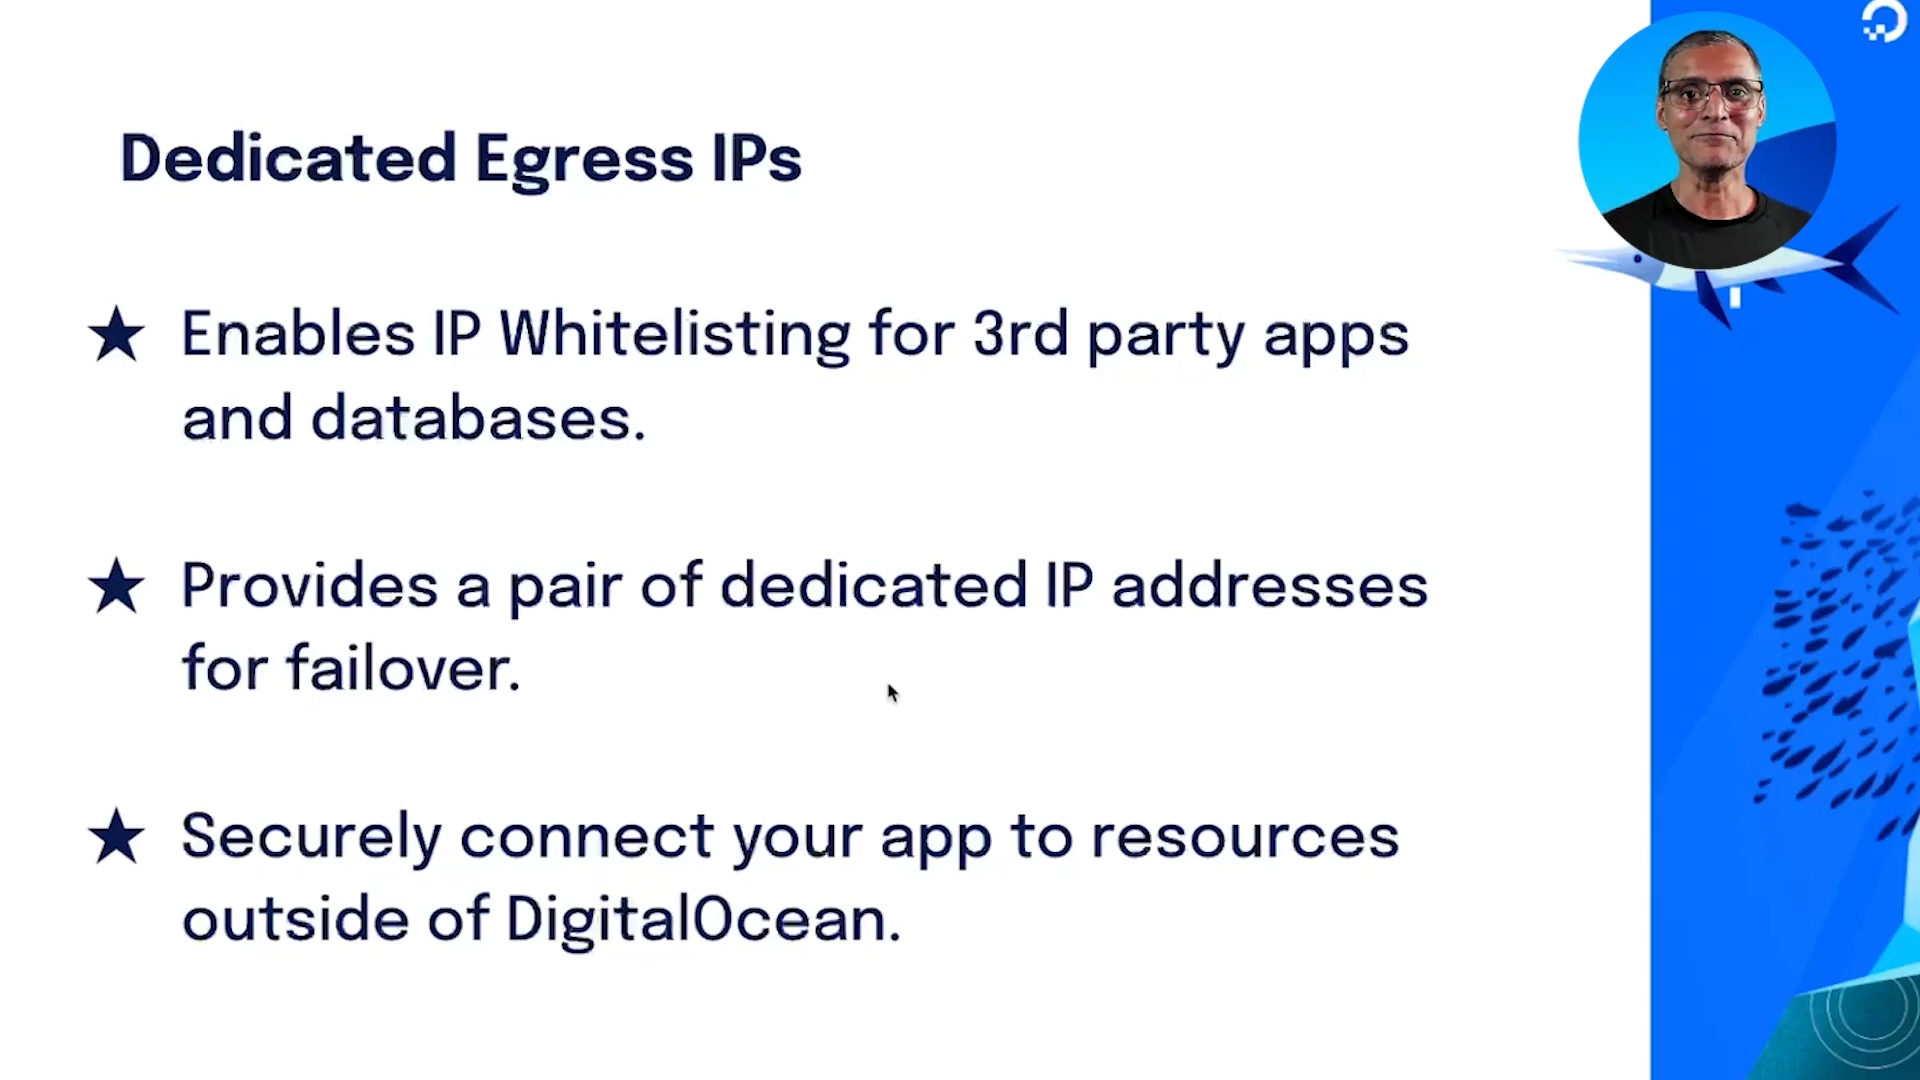 Dedicated Egress IPs
Enables IP Whitelisting for 3rd party apps
and databases.
Provides a pair of dedicated IP addresses
for failover.
Securely connect your app to resources
outside of DigitalOcean.